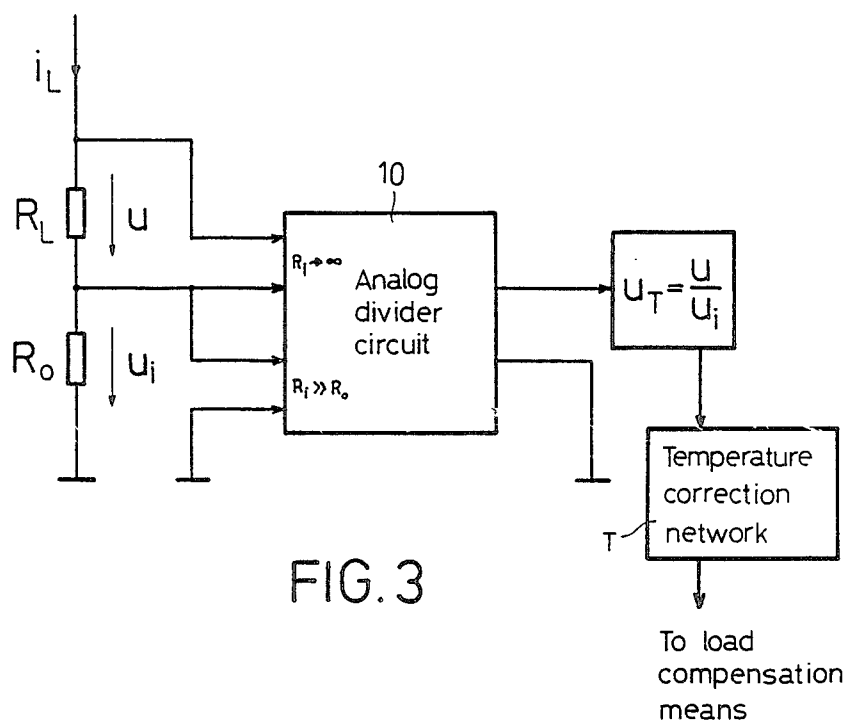 i_L
10
R_L
u
R_i→∞
Analog
divider
circuit
u_T = u/u_i
R_o
u_i
R_i >> R_o
Temperature
correction
network
T
FIG. 3
To load
compensation
means